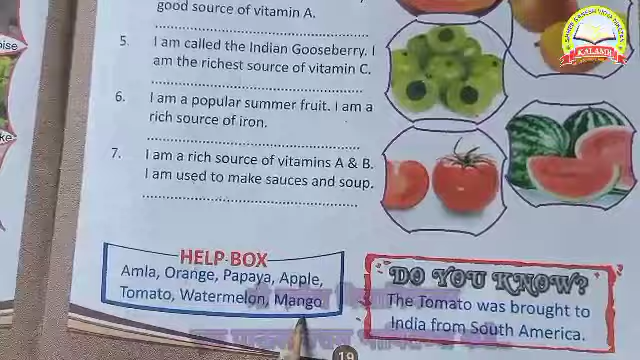 good source of vitamin A.
5. I am called the Indian Gooseberry. I
am the richest source of vitamin C.
6. I am a popular summer fruit. I am a
rich source of iron.
7. I am a rich source of vitamins A & B.
I am used to make sauces and soup.
HELP BOX
Amla, Orange, Papaya, Apple,
Tomato, Watermelon, Mango
DO YOU KNOW?
The Tomato was brought to
India from South America.
19
KALAMB